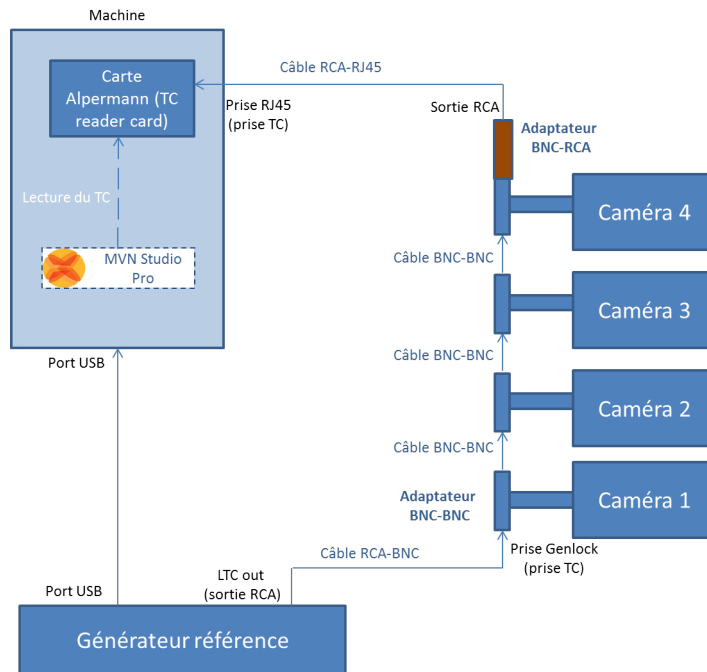 Machine
Carte
Alpermann (TC
reader card)
Câble RCA-RJ45
Prise RJ45
(prise TC)
Sortie RCA
Adaptateur
BNC-RCA
Lecture du TC
MVN Studio
Pro
Caméra 4
Câble BNC-BNC
Caméra 3
Câble BNC-BNC
Port USB
Caméra 2
Câble BNC-BNC
Adaptateur
BNC-BNC
Caméra 1
Câble RCA-BNC
Prise Genlock
(prise TC)
Port USB
LTC out
(sortie RCA)
Générateur référence